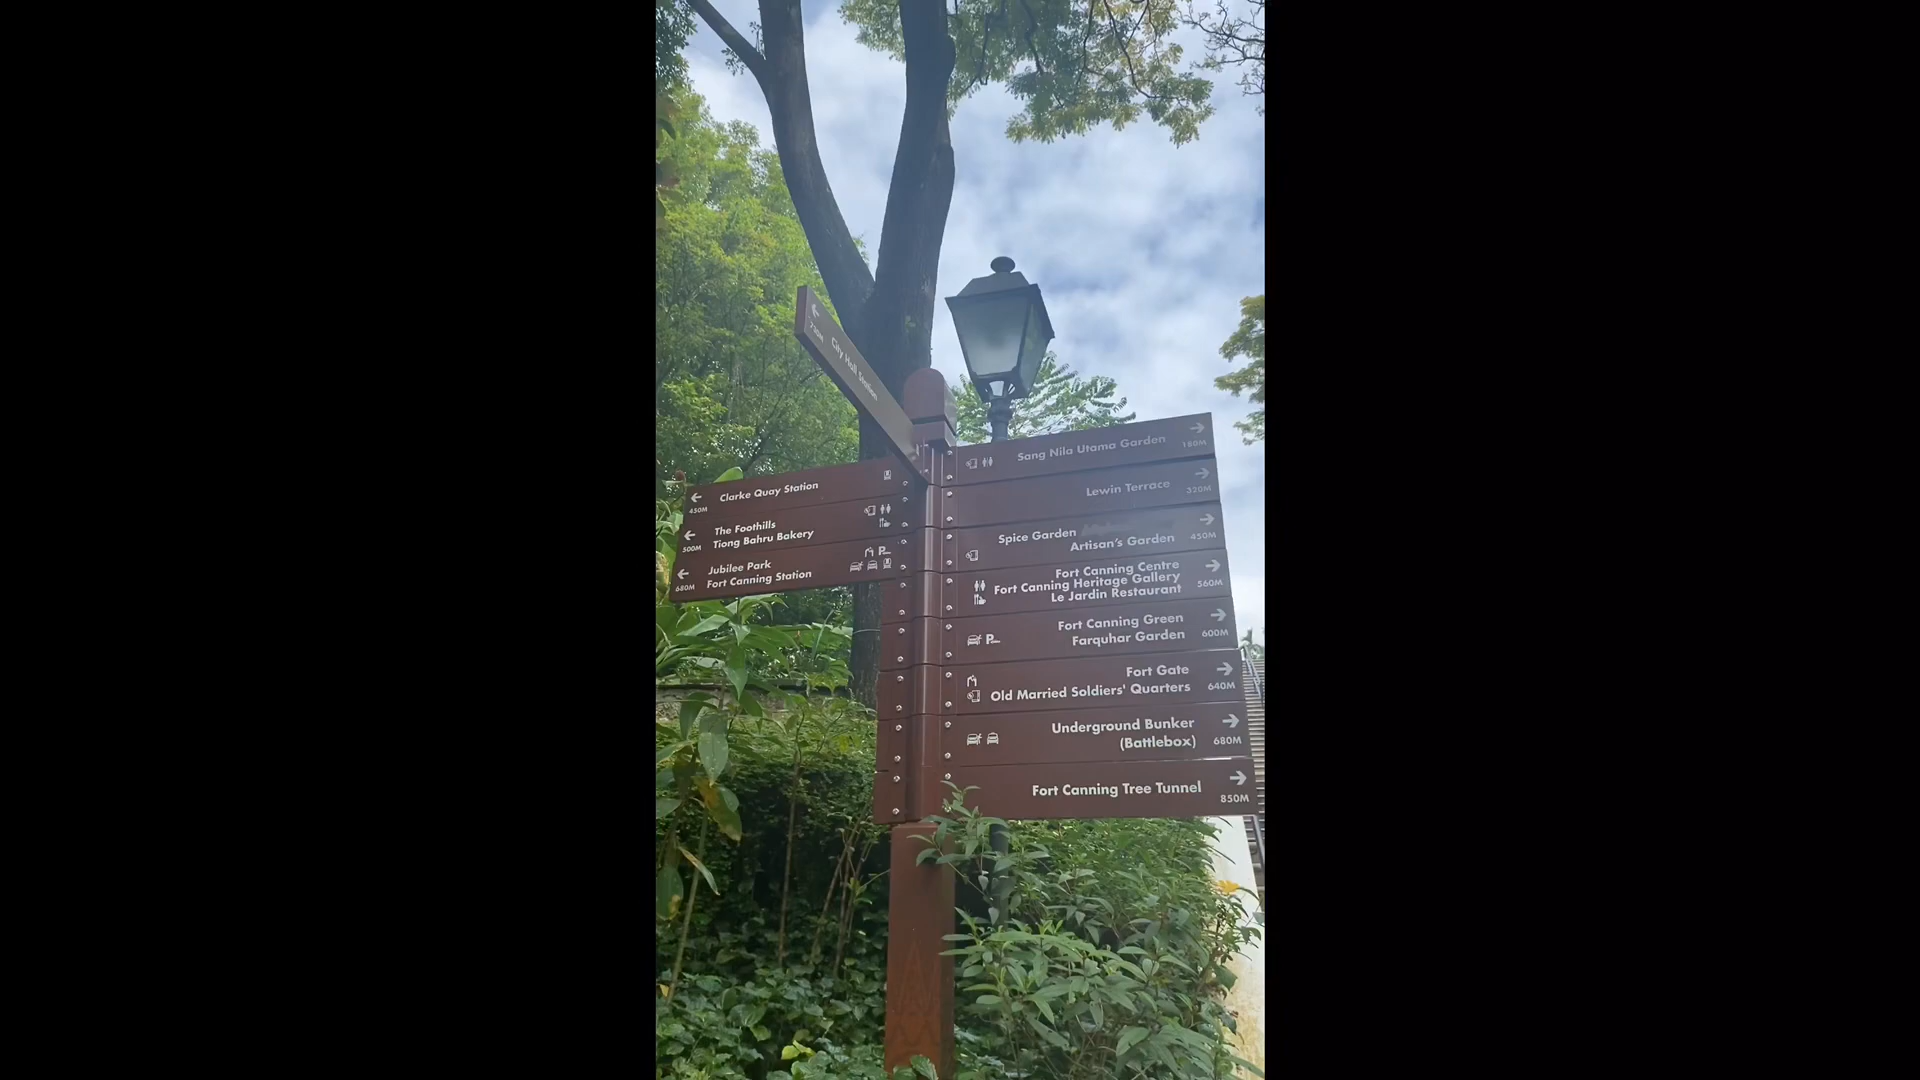 730M
City Hall Station
Clarke Quay Station
450M
The Foothills
Tiong Bahru Bakery
500M
Jubilee Park
Fort Canning Station
680M
Sang Nila Utama Garden
180M
Lewin Terrace
320M
Spice Garden
Artisan's Garden
450M
Fort Canning Centre
Fort Canning Heritage Gallery
Le Jardin Restaurant
560M
Fort Canning Green
Farquhar Garden
600M
Fort Gate
Old Married Soldiers' Quarters
640M
Underground Bunker
(Battlebox)
680M
Fort Canning Tree Tunnel
850M